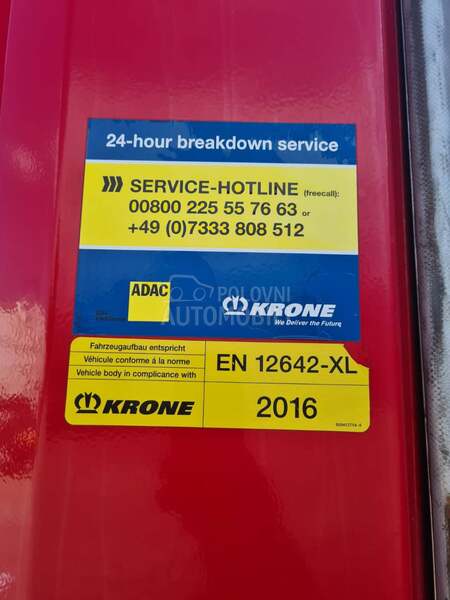 24-hour breakdown service
))) SERVICE-HOTLINE (freecall):
00800 225 55 76 63 or
+49 (0)7333 808 512
ADAC
POLOVNI
AUTOMOBILI
KRONE
We Deliver the Future
Fahrzeugaufbau entspricht
Véhicule conforme à la norme
Vehicle body in complicance with
EN 12642-XL
KRONE
2016